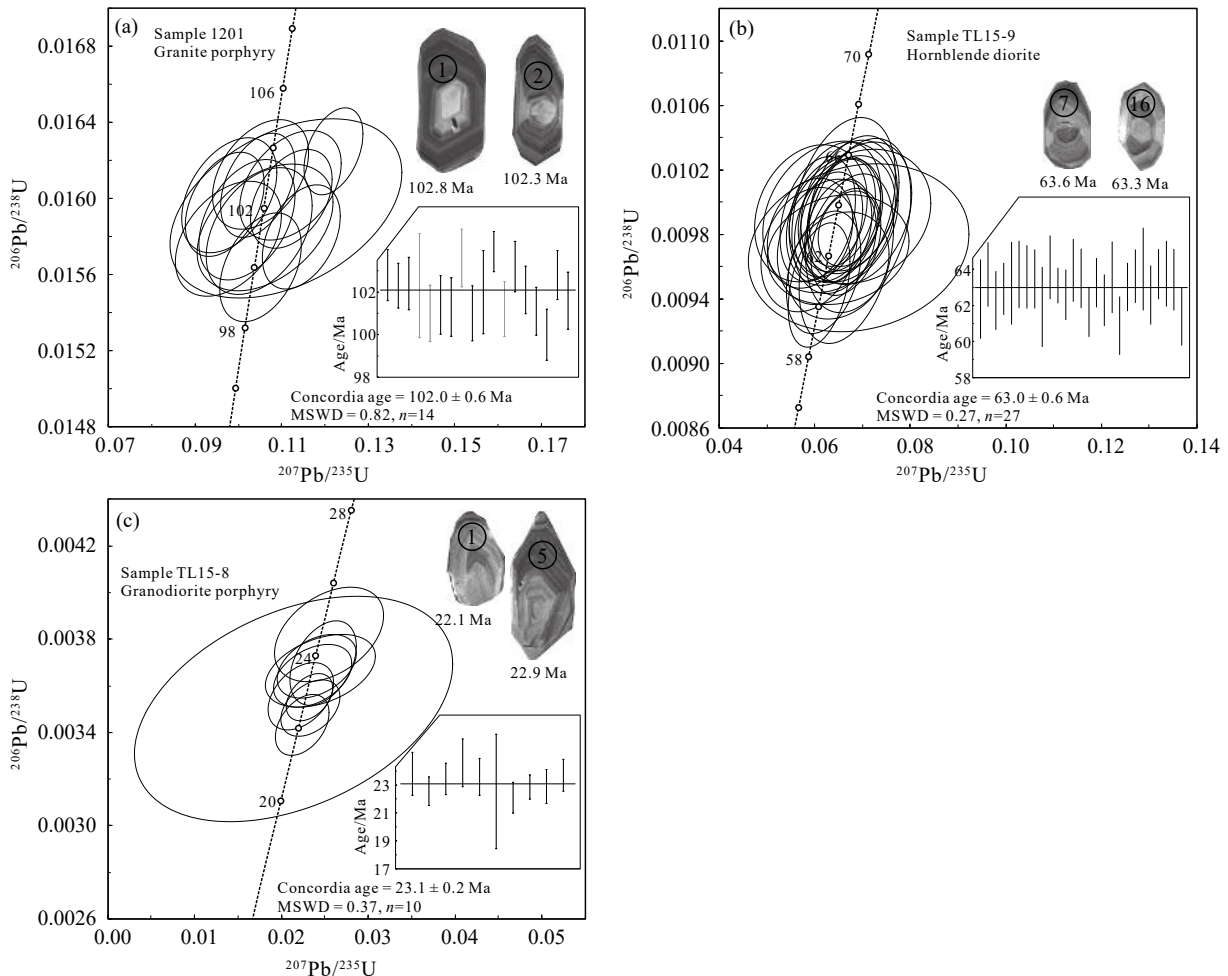 (a)
Sample 1201
Granite porphyry
1
2
102.8 Ma
102.3 Ma
106
102
98
0.0168
0.0164
0.0160
0.0156
0.0152
0.0148
²⁰⁶Pb/²³⁸U
0.07 0.09 0.11 0.13 0.15 0.17
²⁰⁷Pb/²³⁵U
Age/Ma
102
100
98
Concordia age = 102.0 ± 0.6 Ma
MSWD = 0.82, n=14
(b)
Sample TL15-9
Hornblende diorite
7
16
63.6 Ma
63.3 Ma
70
58
0.0110
0.0106
0.0102
0.0098
0.0094
0.0090
0.0086
²⁰⁶Pb/²³⁸U
0.04 0.06 0.08 0.10 0.12 0.14
²⁰⁷Pb/²³⁵U
Age/Ma
64
62
60
58
Concordia age = 63.0 ± 0.6 Ma
MSWD = 0.27, n=27
(c)
Sample TL15-8
Granodiorite porphyry
1
5
22.1 Ma
22.9 Ma
28
24
20
0.0042
0.0038
0.0034
0.0030
0.0026
²⁰⁶Pb/²³⁸U
0.00 0.01 0.02 0.03 0.04 0.05
²⁰⁷Pb/²³⁵U
Age/Ma
23
21
19
17
Concordia age = 23.1 ± 0.2 Ma
MSWD = 0.37, n=10